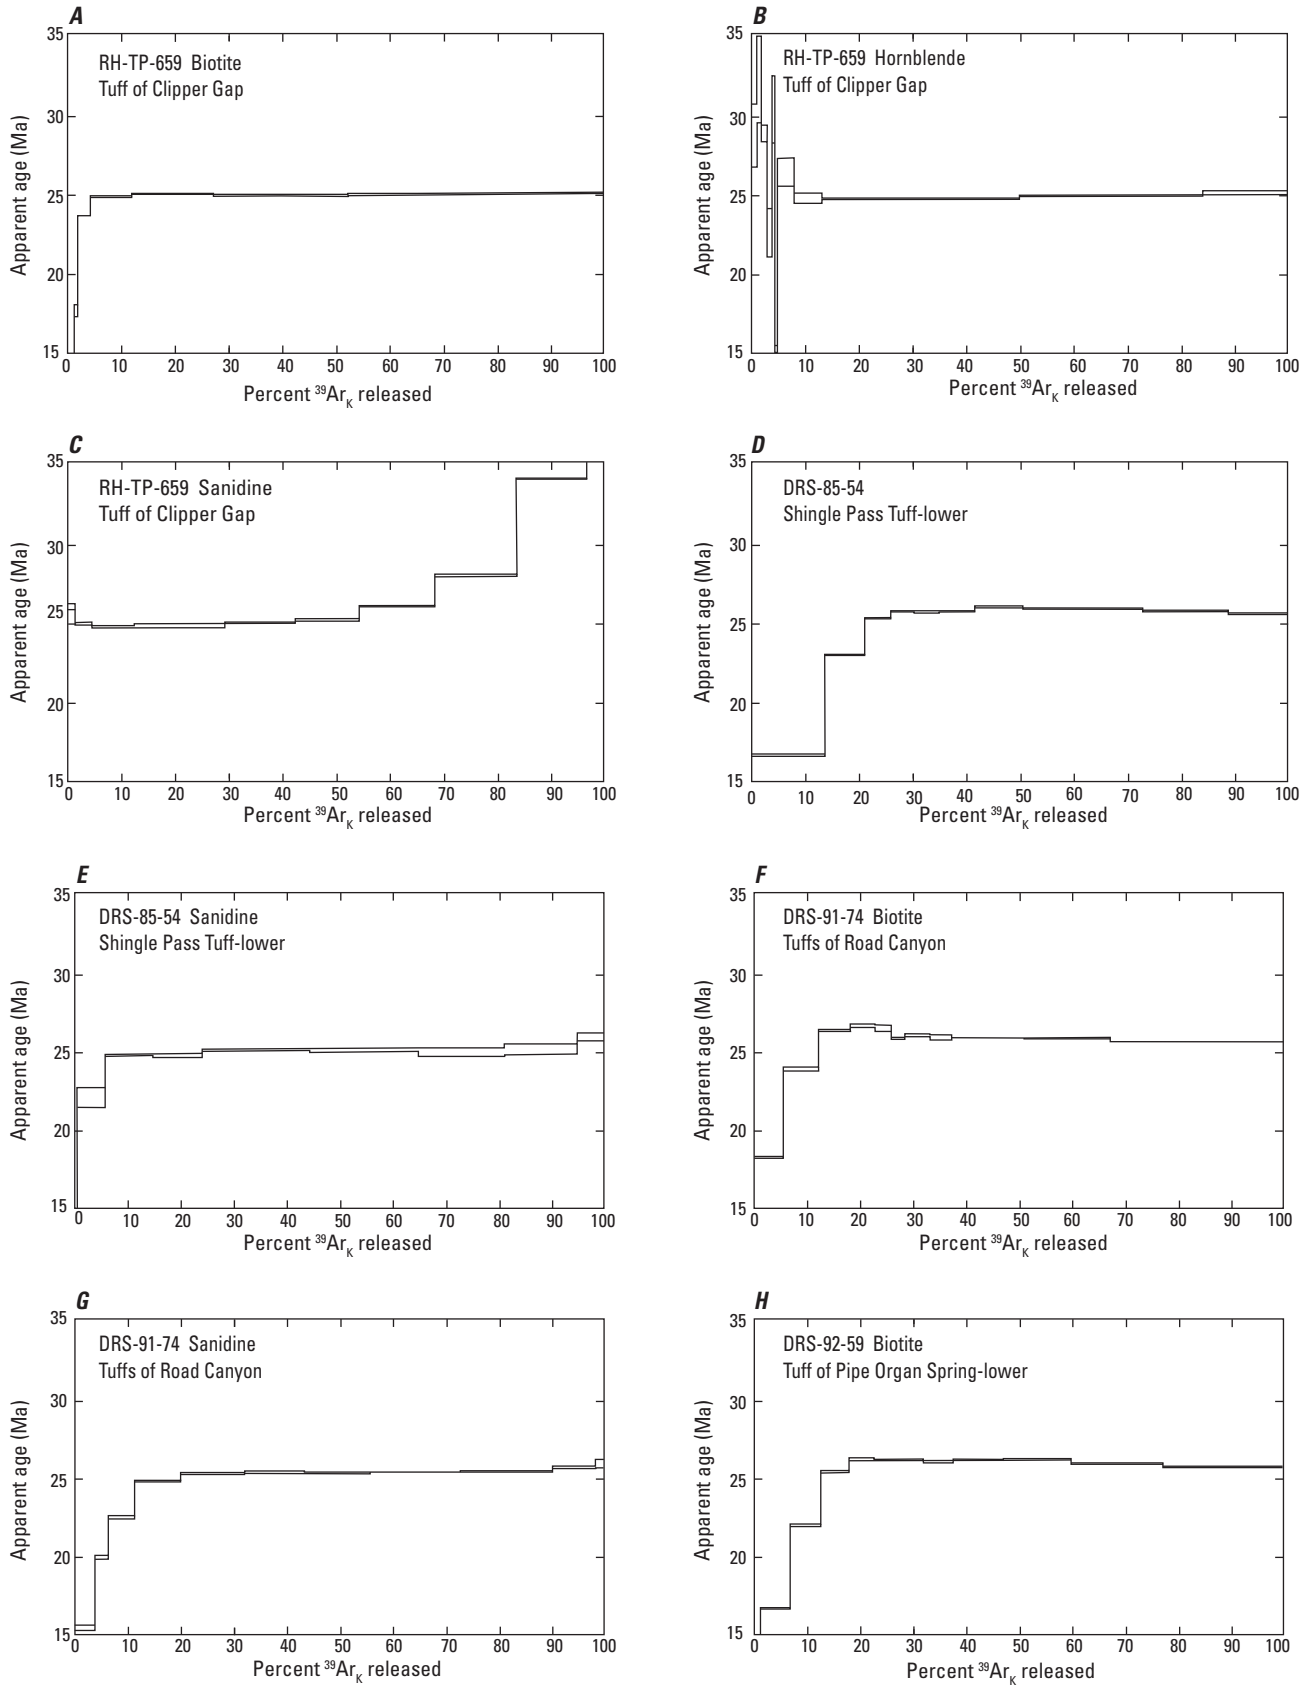 A
RH-TP-659 Biotite
Tuff of Clipper Gap
Apparent age (Ma)
35
30
25
20
15
0 10 20 30 40 50 60 70 80 90 100
Percent ³⁹Ar_K released
B
RH-TP-659 Hornblende
Tuff of Clipper Gap
Apparent age (Ma)
35
30
25
20
15
0 10 20 30 40 50 60 70 80 90 100
Percent ³⁹Ar_K released
C
RH-TP-659 Sanidine
Tuff of Clipper Gap
Apparent age (Ma)
35
30
25
20
15
0 10 20 30 40 50 60 70 80 90 100
Percent ³⁹Ar_K released
D
DRS-85-54
Shingle Pass Tuff-lower
Apparent age (Ma)
35
30
25
20
15
0 10 20 30 40 50 60 70 80 90 100
Percent ³⁹Ar_K released
E
DRS-85-54 Sanidine
Shingle Pass Tuff-lower
Apparent age (Ma)
35
30
25
20
15
0 10 20 30 40 50 60 70 80 90 100
Percent ³⁹Ar_K released
F
DRS-91-74 Biotite
Tuffs of Road Canyon
Apparent age (Ma)
35
30
25
20
15
0 10 20 30 40 50 60 70 80 90 100
Percent ³⁹Ar_K released
G
DRS-91-74 Sanidine
Tuffs of Road Canyon
Apparent age (Ma)
35
30
25
20
15
0 10 20 30 40 50 60 70 80 90 100
Percent ³⁹Ar_K released
H
DRS-92-59 Biotite
Tuff of Pipe Organ Spring-lower
Apparent age (Ma)
35
30
25
20
15
0 10 20 30 40 50 60 70 80 90 100
Percent ³⁹Ar_K released